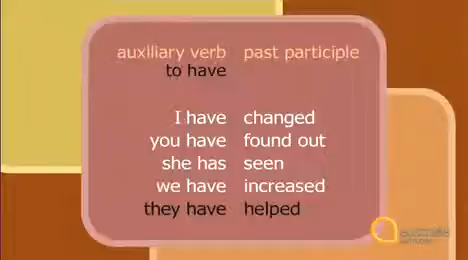 auxiliary verb past participle
to have
I have changed
you have found out
she has seen
we have increased
they have helped
australia